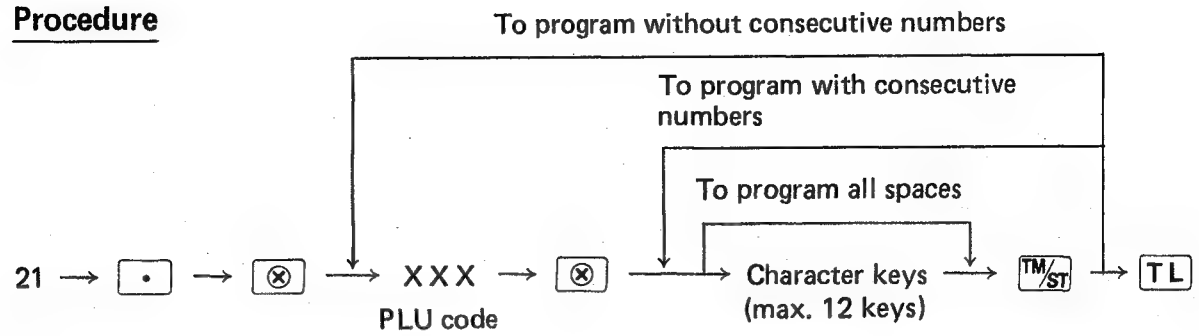 Procedure
To program without consecutive numbers
To program with consecutive
numbers
To program all spaces
21 → • → ⊗ → XXX → ⊗ → Character keys → TM/ST → TL
PLU code
(max. 12 keys)